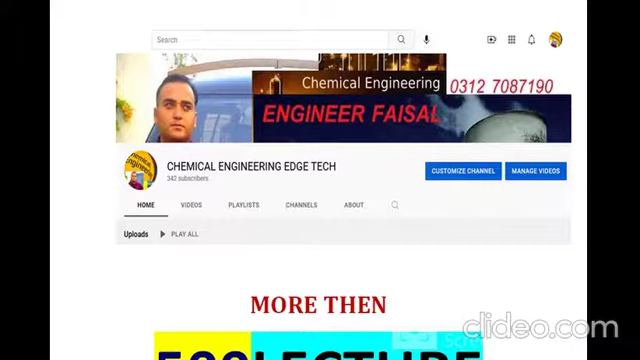 Search
Chemical Engineering
0312 7087190
ENGINEER FAISAL
CHEMICAL ENGINEERING EDGE TECH
342 subscribers
CUSTOMIZE CHANNEL
MANAGE VIDEOS
HOME
VIDEOS
PLAYLISTS
CHANNELS
ABOUT
Uploads
PLAY ALL
MORE THEN
clideo.com
LECTURE